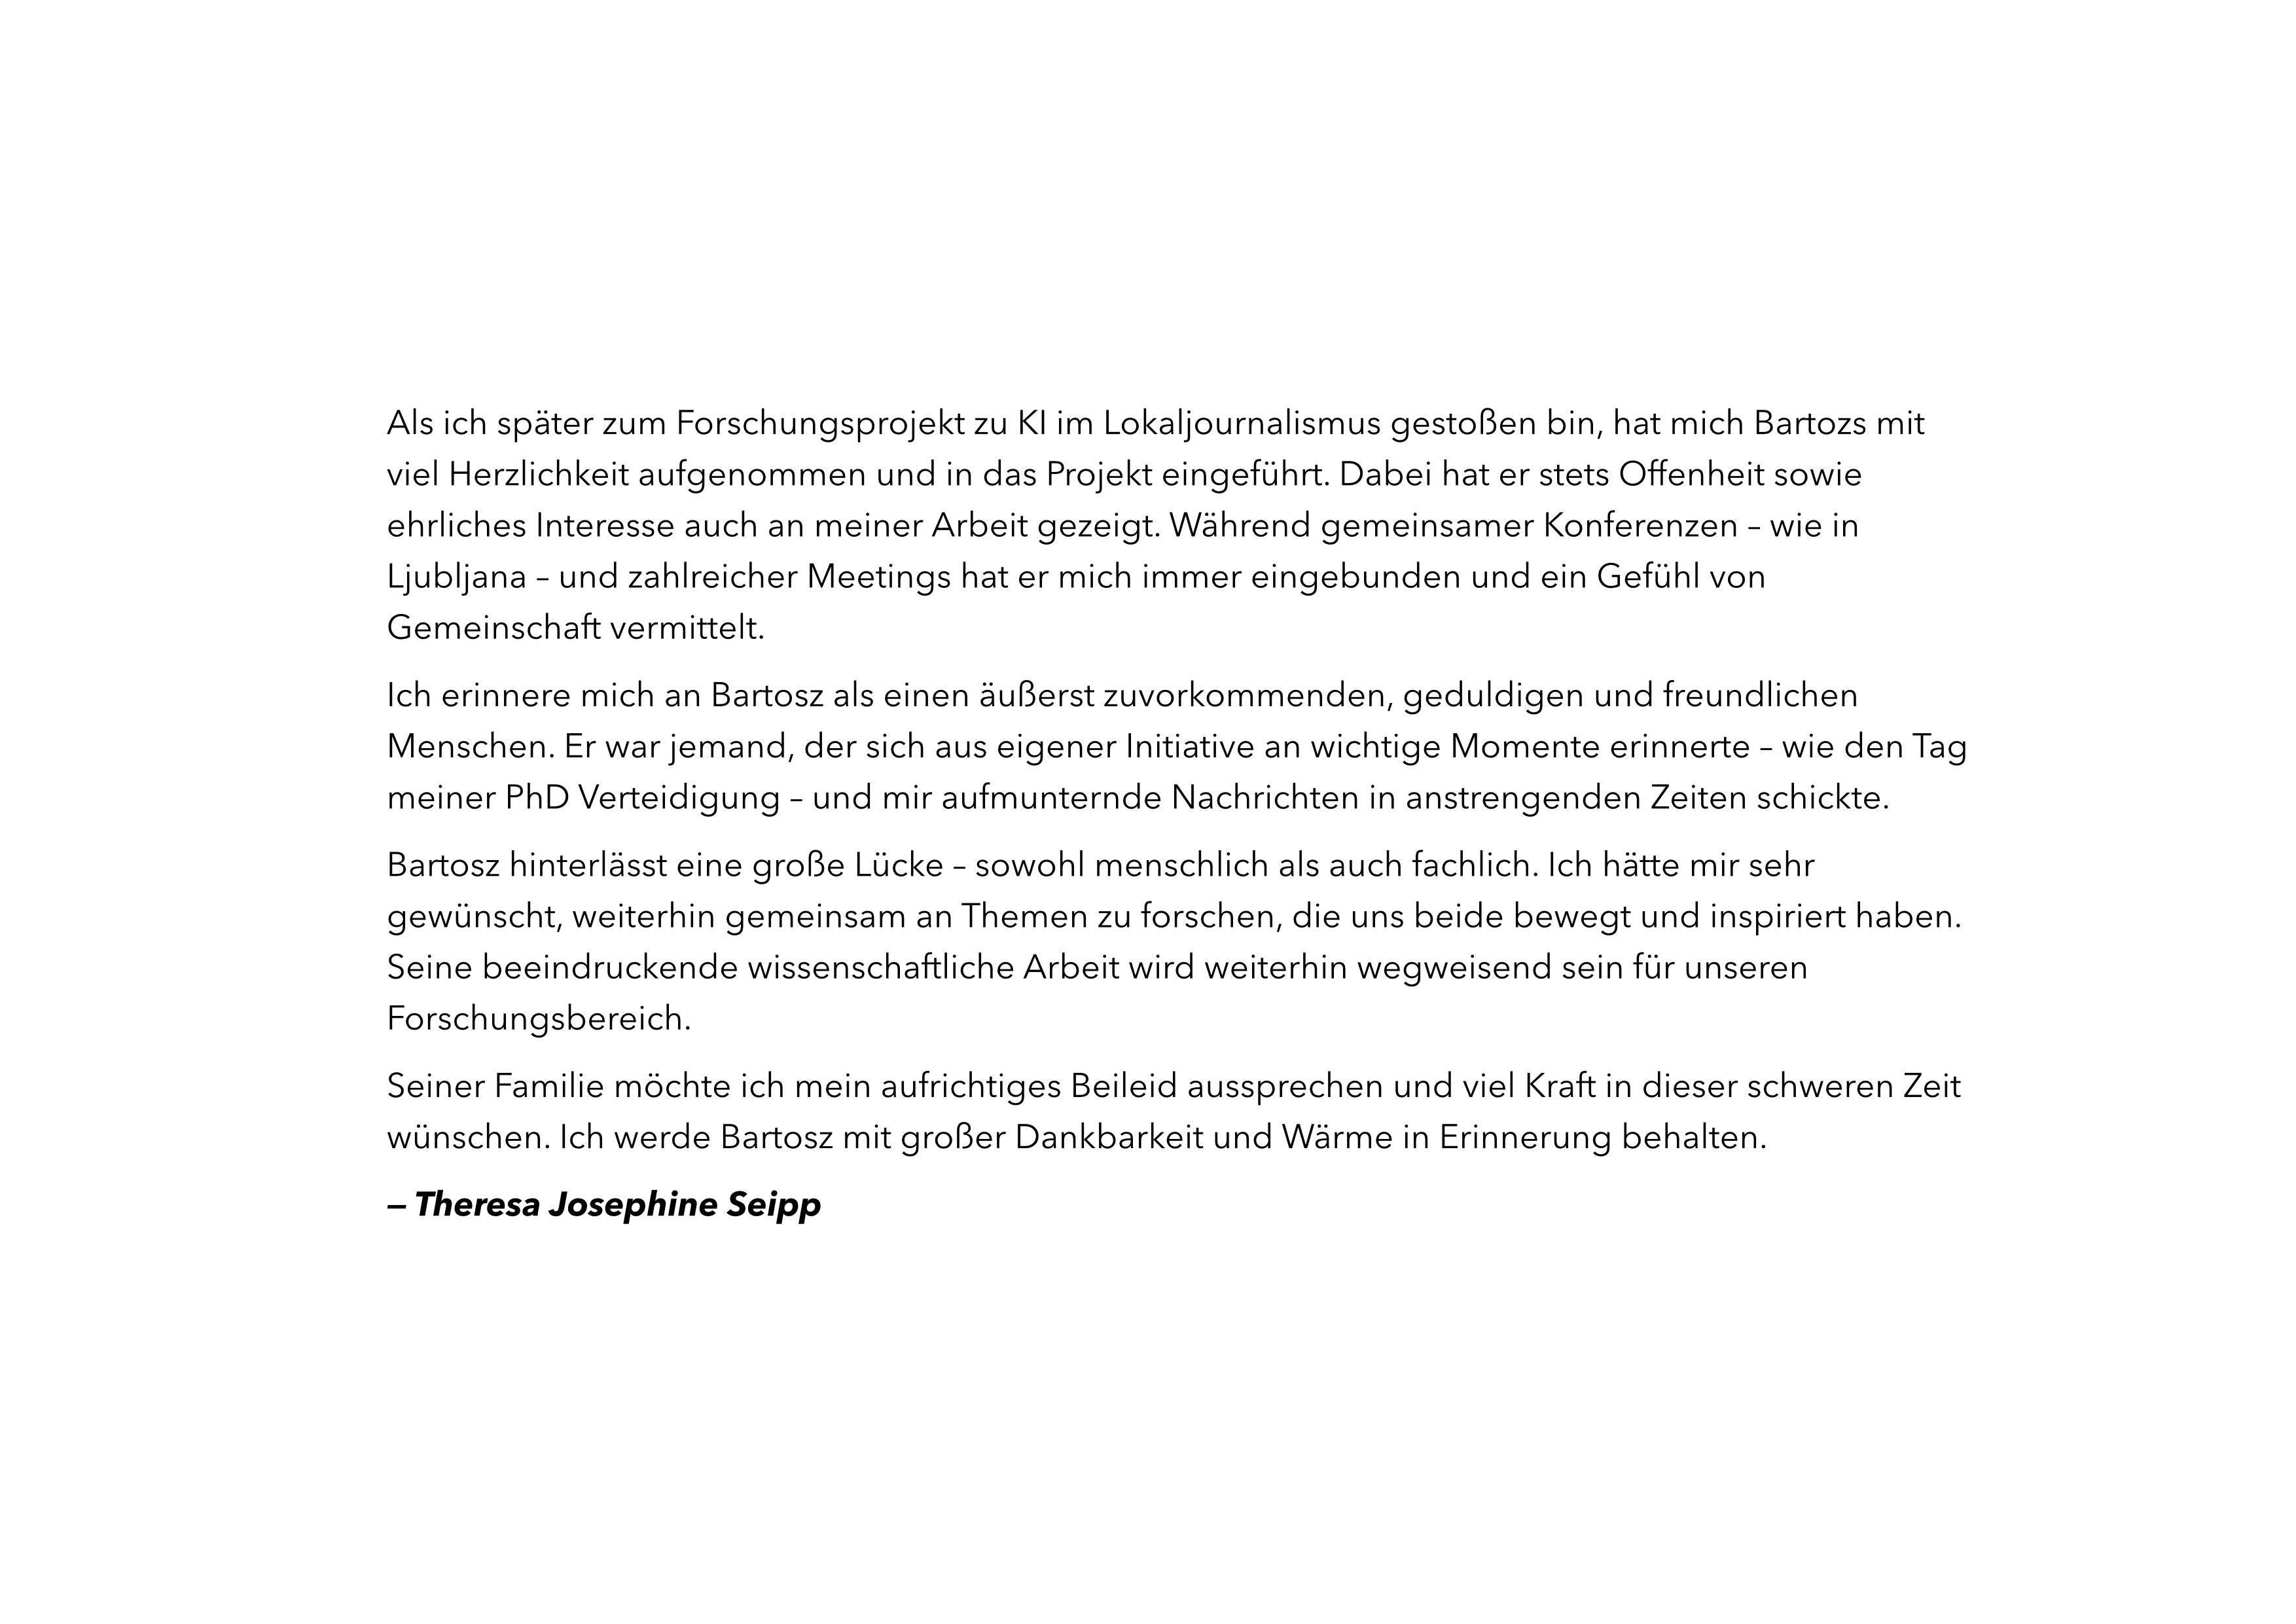 Als ich später zum Forschungsprojekt zu KI im Lokaljournalismus gestoßen bin, hat mich Bartozs mit
viel Herzlichkeit aufgenommen und in das Projekt eingeführt. Dabei hat er stets Offenheit sowie
ehrliches Interesse auch an meiner Arbeit gezeigt. Während gemeinsamer Konferenzen – wie in
Ljubljana – und zahlreicher Meetings hat er mich immer eingebunden und ein Gefühl von
Gemeinschaft vermittelt.
Ich erinnere mich an Bartosz als einen äußerst zuvorkommenden, geduldigen und freundlichen
Menschen. Er war jemand, der sich aus eigener Initiative an wichtige Momente erinnerte – wie den Tag
meiner PhD Verteidigung – und mir aufmunternde Nachrichten in anstrengenden Zeiten schickte.
Bartosz hinterlässt eine große Lücke – sowohl menschlich als auch fachlich. Ich hätte mir sehr
gewünscht, weiterhin gemeinsam an Themen zu forschen, die uns beide bewegt und inspiriert haben.
Seine beeindruckende wissenschaftliche Arbeit wird weiterhin wegweisend sein für unseren
Forschungsbereich.
Seiner Familie möchte ich mein aufrichtiges Beileid aussprechen und viel Kraft in dieser schweren Zeit
wünschen. Ich werde Bartosz mit großer Dankbarkeit und Wärme in Erinnerung behalten.
– Theresa Josephine Seipp